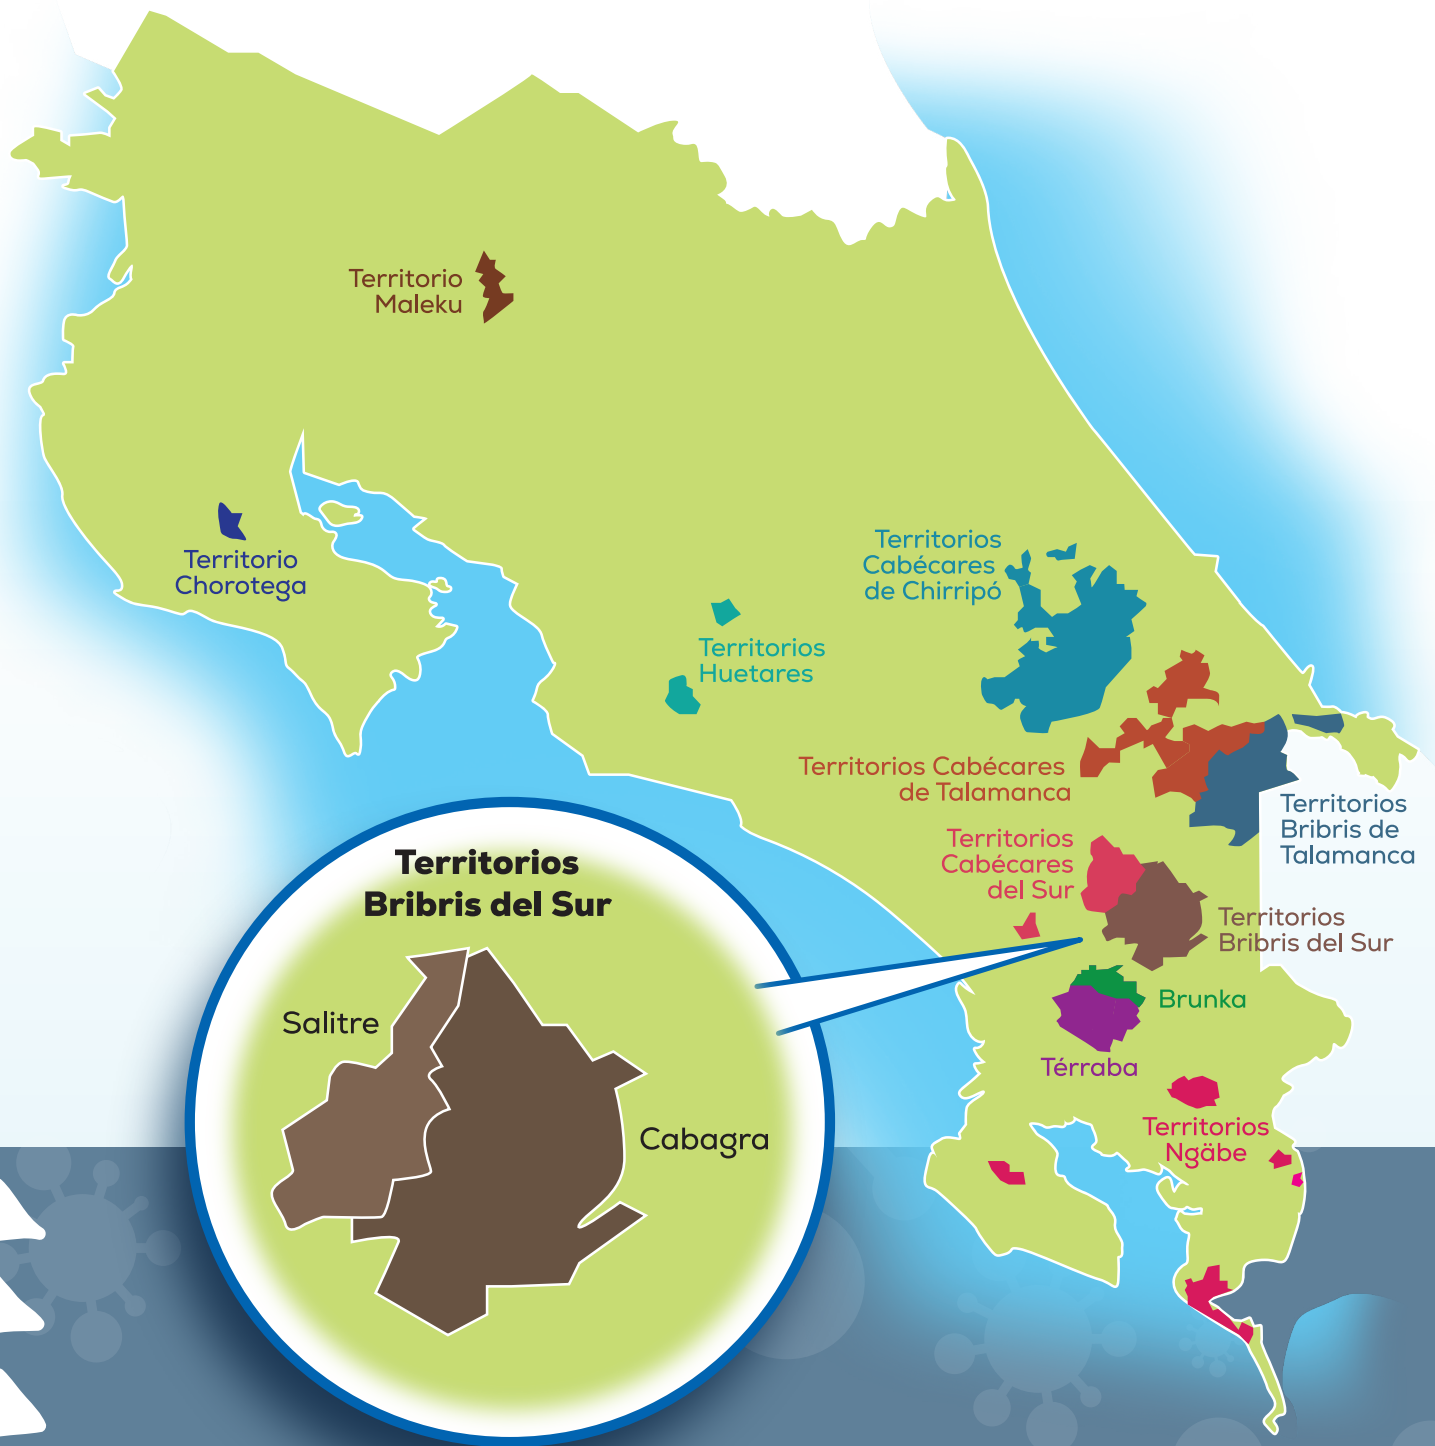 Territorio
Maleku
Territorio
Chorotega
Territorios
Cabécares
de Chirripó
Territorios
Huetares
Territorios Cabécares
de Talamanca
Territorios
Bribris de
Talamanca
Territorios
Cabécares
del Sur
Territorios
Bribris del Sur
Brunka
Térraba
Territorios
Ngäbe
Territorios
Bribris del Sur
Salitre
Cabagra